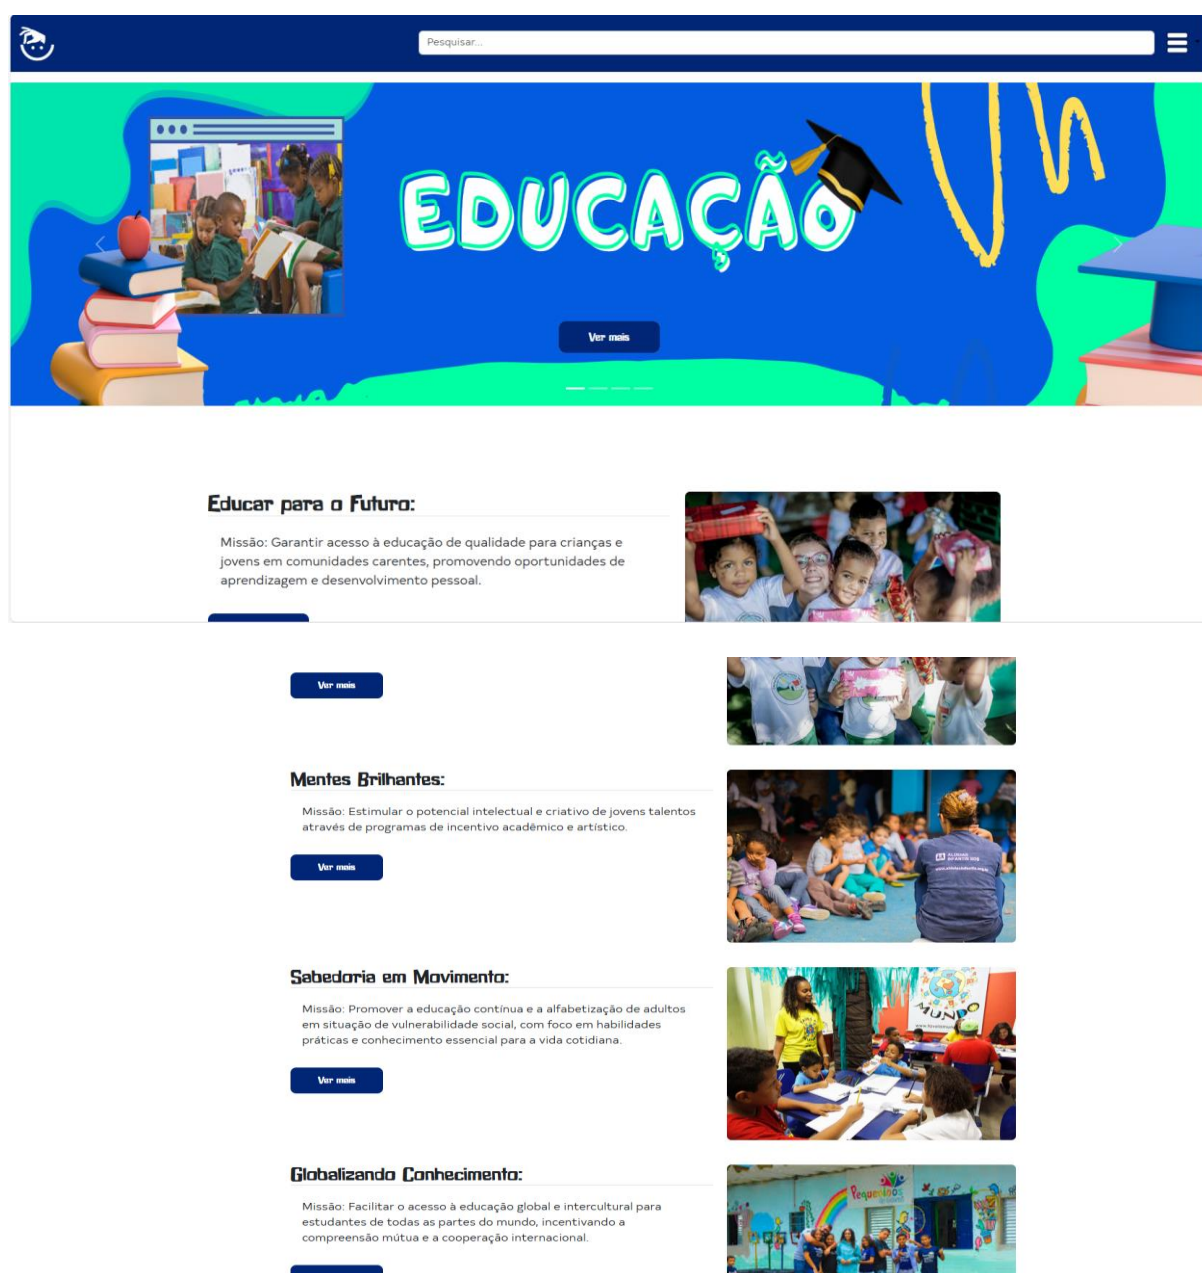 Pesquisar...
EDUCAÇÃO
Ver mais
Educar para o Futuro:
Missão: Garantir acesso à educação de qualidade para crianças e
jovens em comunidades carentes, promovendo oportunidades de
aprendizagem e desenvolvimento pessoal.
Ver mais
Mentes Brilhantes:
Missão: Estimular o potencial intelectual e criativo de jovens talentos
através de programas de incentivo acadêmico e artístico.
Ver mais
Sabedoria em Movimento:
Missão: Promover a educação contínua e a alfabetização de adultos
em situação de vulnerabilidade social, com foco em habilidades
práticas e conhecimento essencial para a vida cotidiana.
MUNDO
Ver mais
Globalizando Conhecimento:
Missão: Facilitar o acesso à educação global e intercultural para
estudantes de todas as partes do mundo, incentivando a
compreensão mútua e a cooperação internacional.
Pequeninos